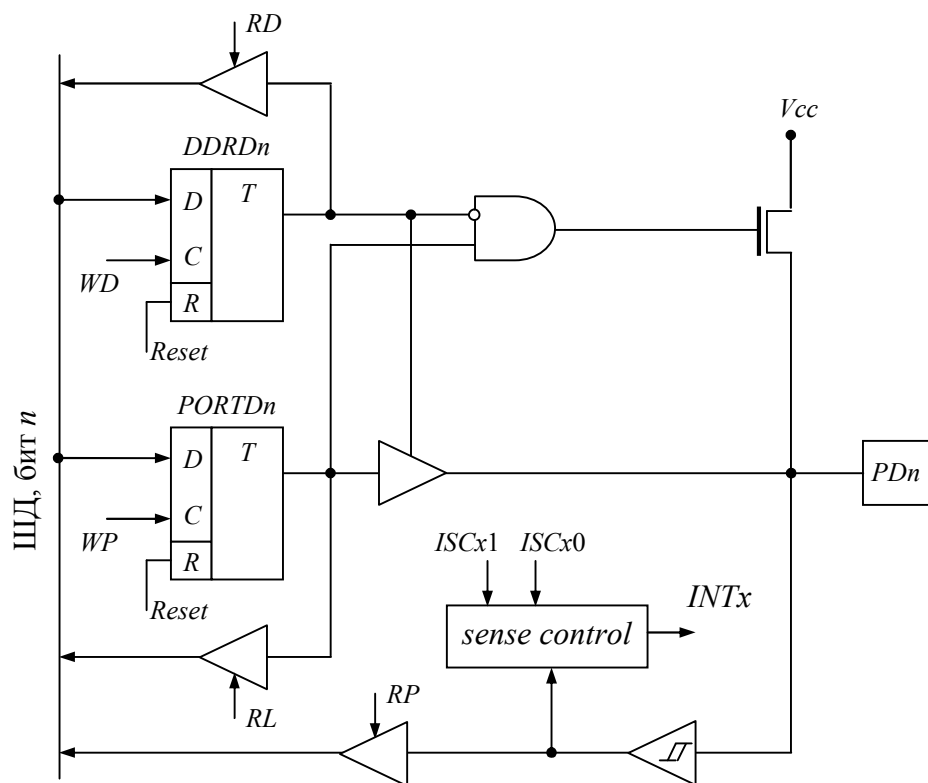 RD
Vcc
DDRDn
D
T
C
WD
R
Reset
ШД, бит n
PORTDn
D
T
PDn
C
WP
ISCx1
ISCx0
R
INTx
Reset
sense control
RP
RL